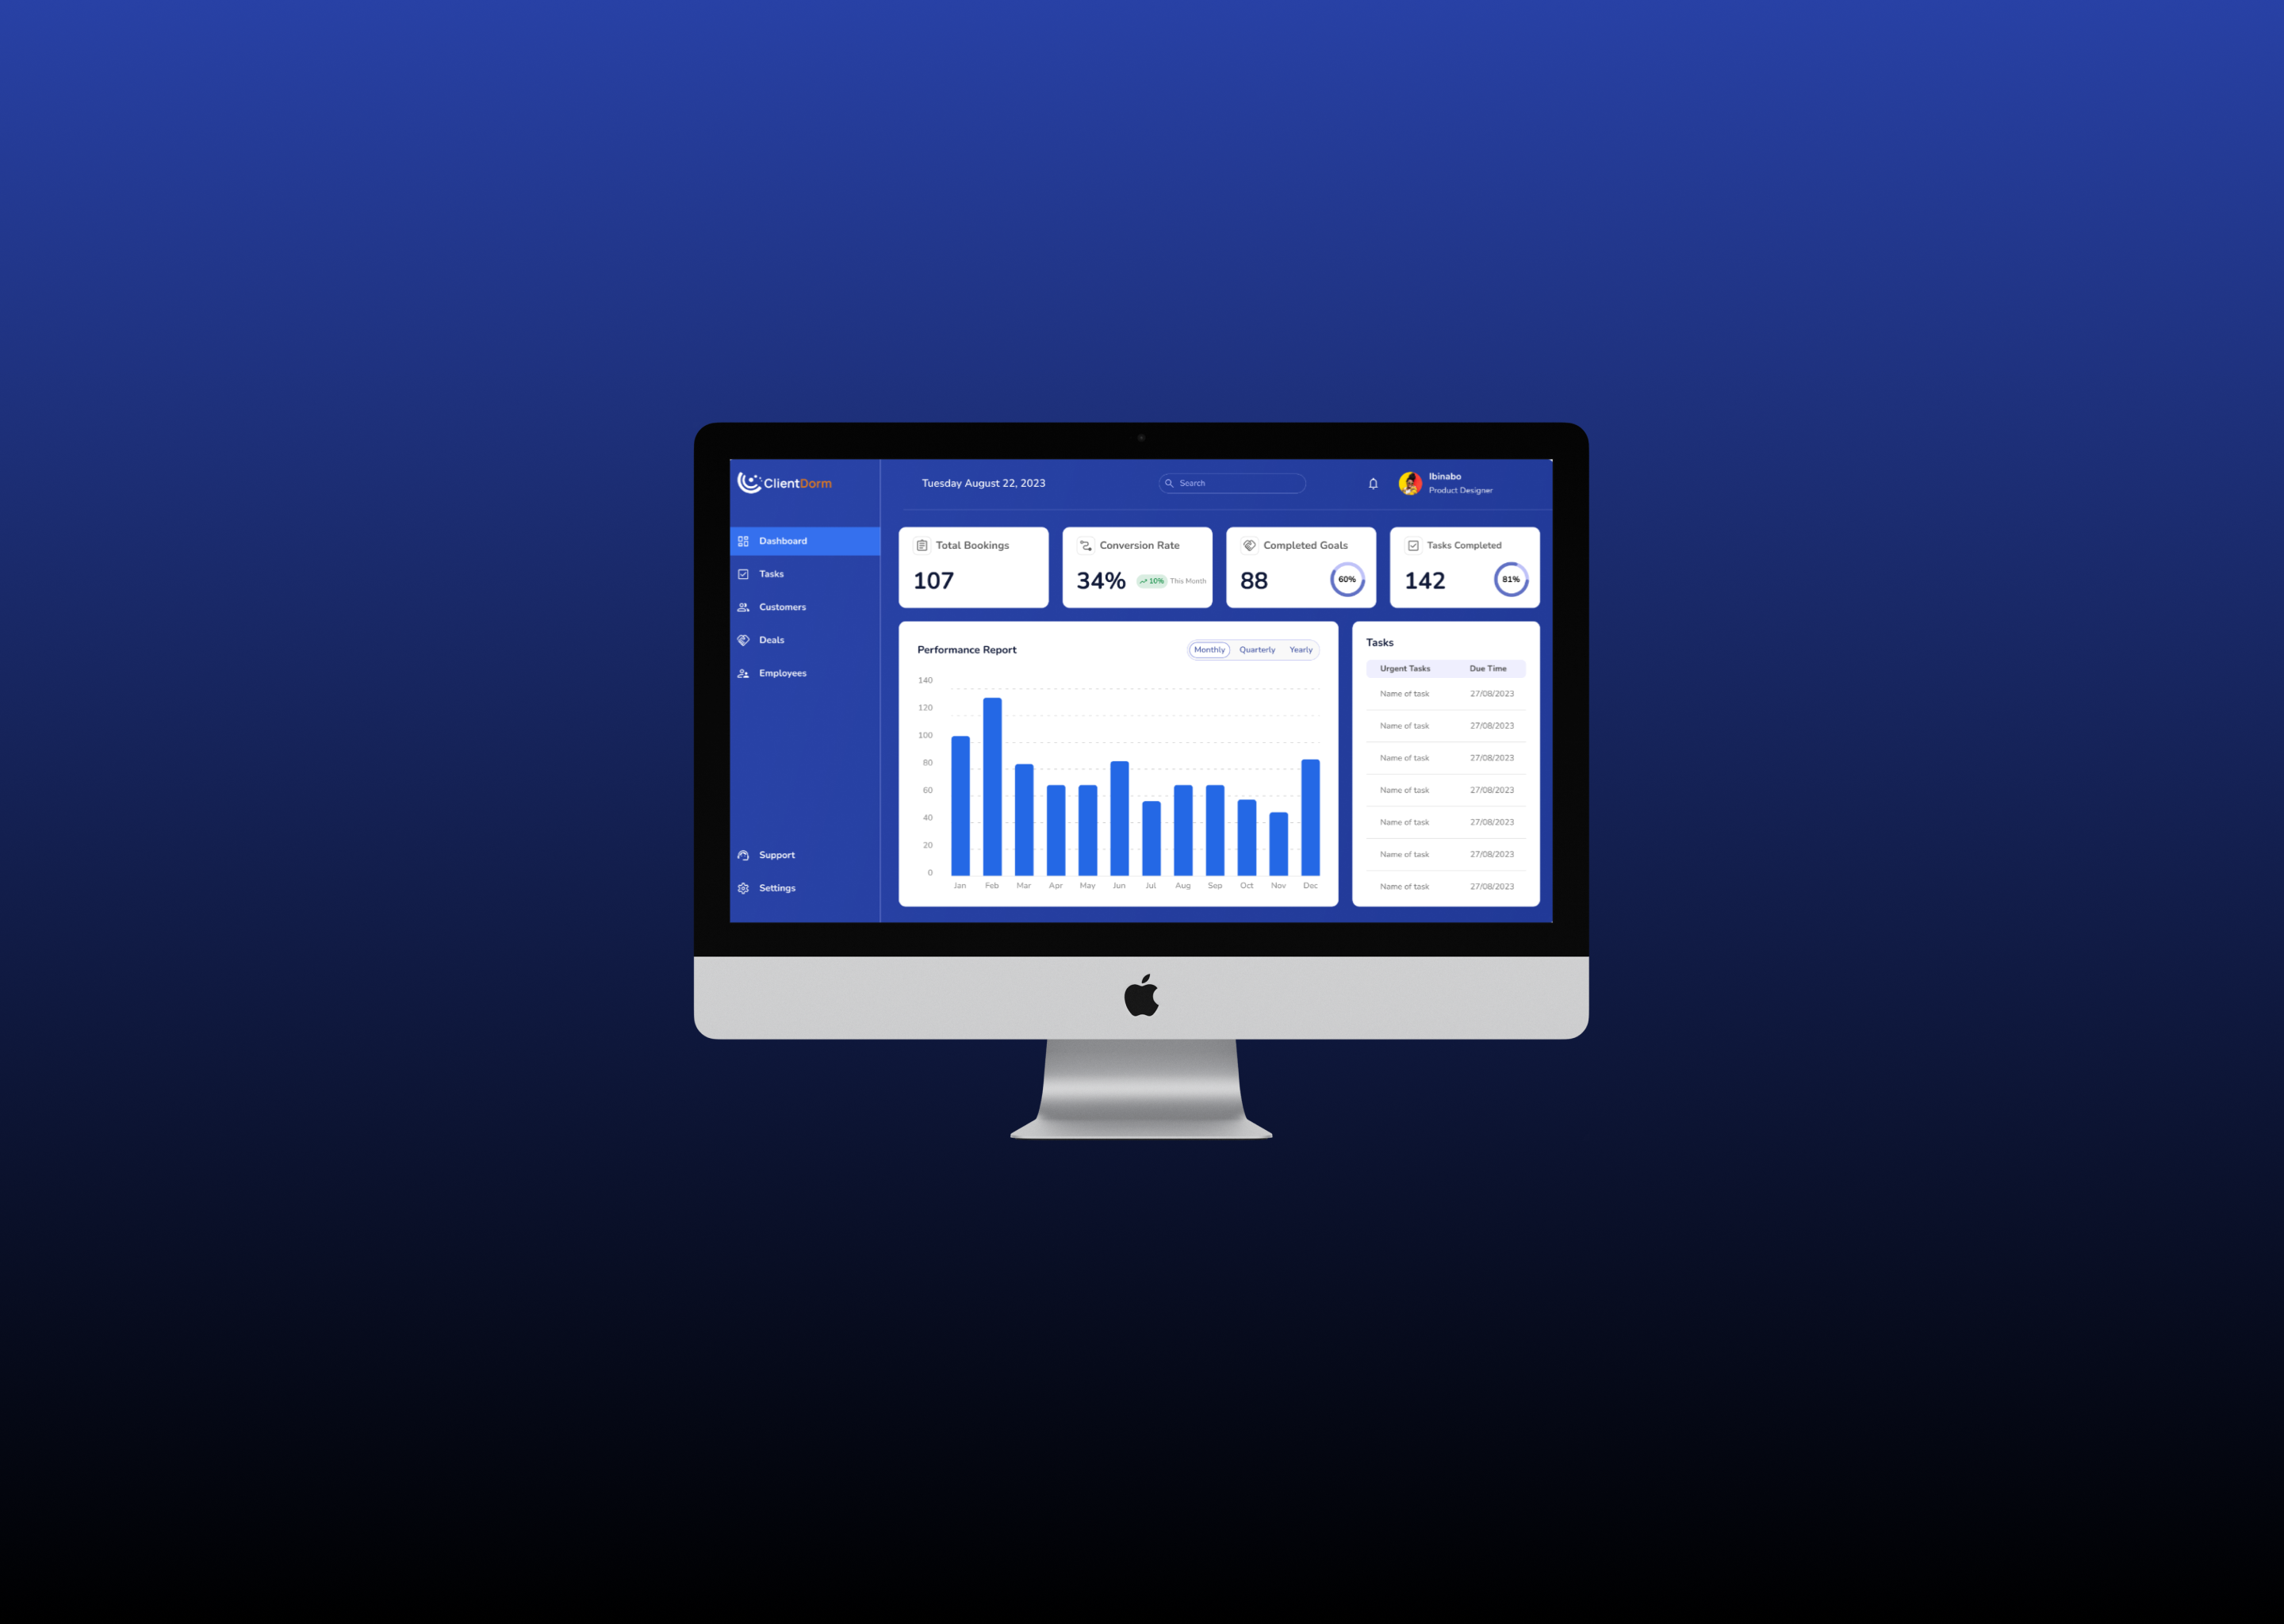 ClientDorm
Tuesday August 22, 2023
Search
Ibinabo
Product Designer
Dashboard
Tasks
Customers
Deals
Employees
Support
Settings
Total Bookings
107
Conversion Rate
34% 10% This Month
Completed Goals
88 60%
Tasks Completed
142 81%
Performance Report
Monthly Quarterly Yearly
140
120
100
80
60
40
20
0
Jan Feb Mar Apr May Jun Jul Aug Sep Oct Nov Dec
Tasks
Urgent Tasks Due Time
Name of task 27/08/2023
Name of task 27/08/2023
Name of task 27/08/2023
Name of task 27/08/2023
Name of task 27/08/2023
Name of task 27/08/2023
Name of task 27/08/2023